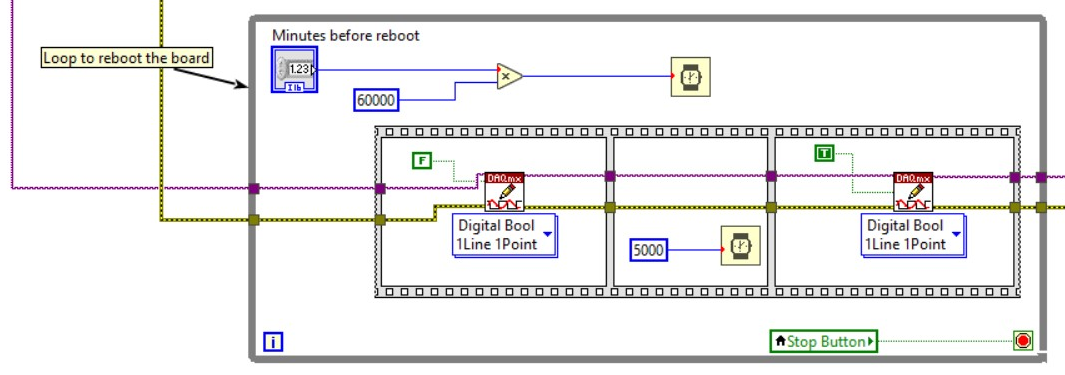 Minutes before reboot
Loop to reboot the board
1.23
I16
×
60000
F
T
DAQmx
DAQmx
Digital Bool
1Line 1Point
5000
Digital Bool
1Line 1Point
i
Stop Button